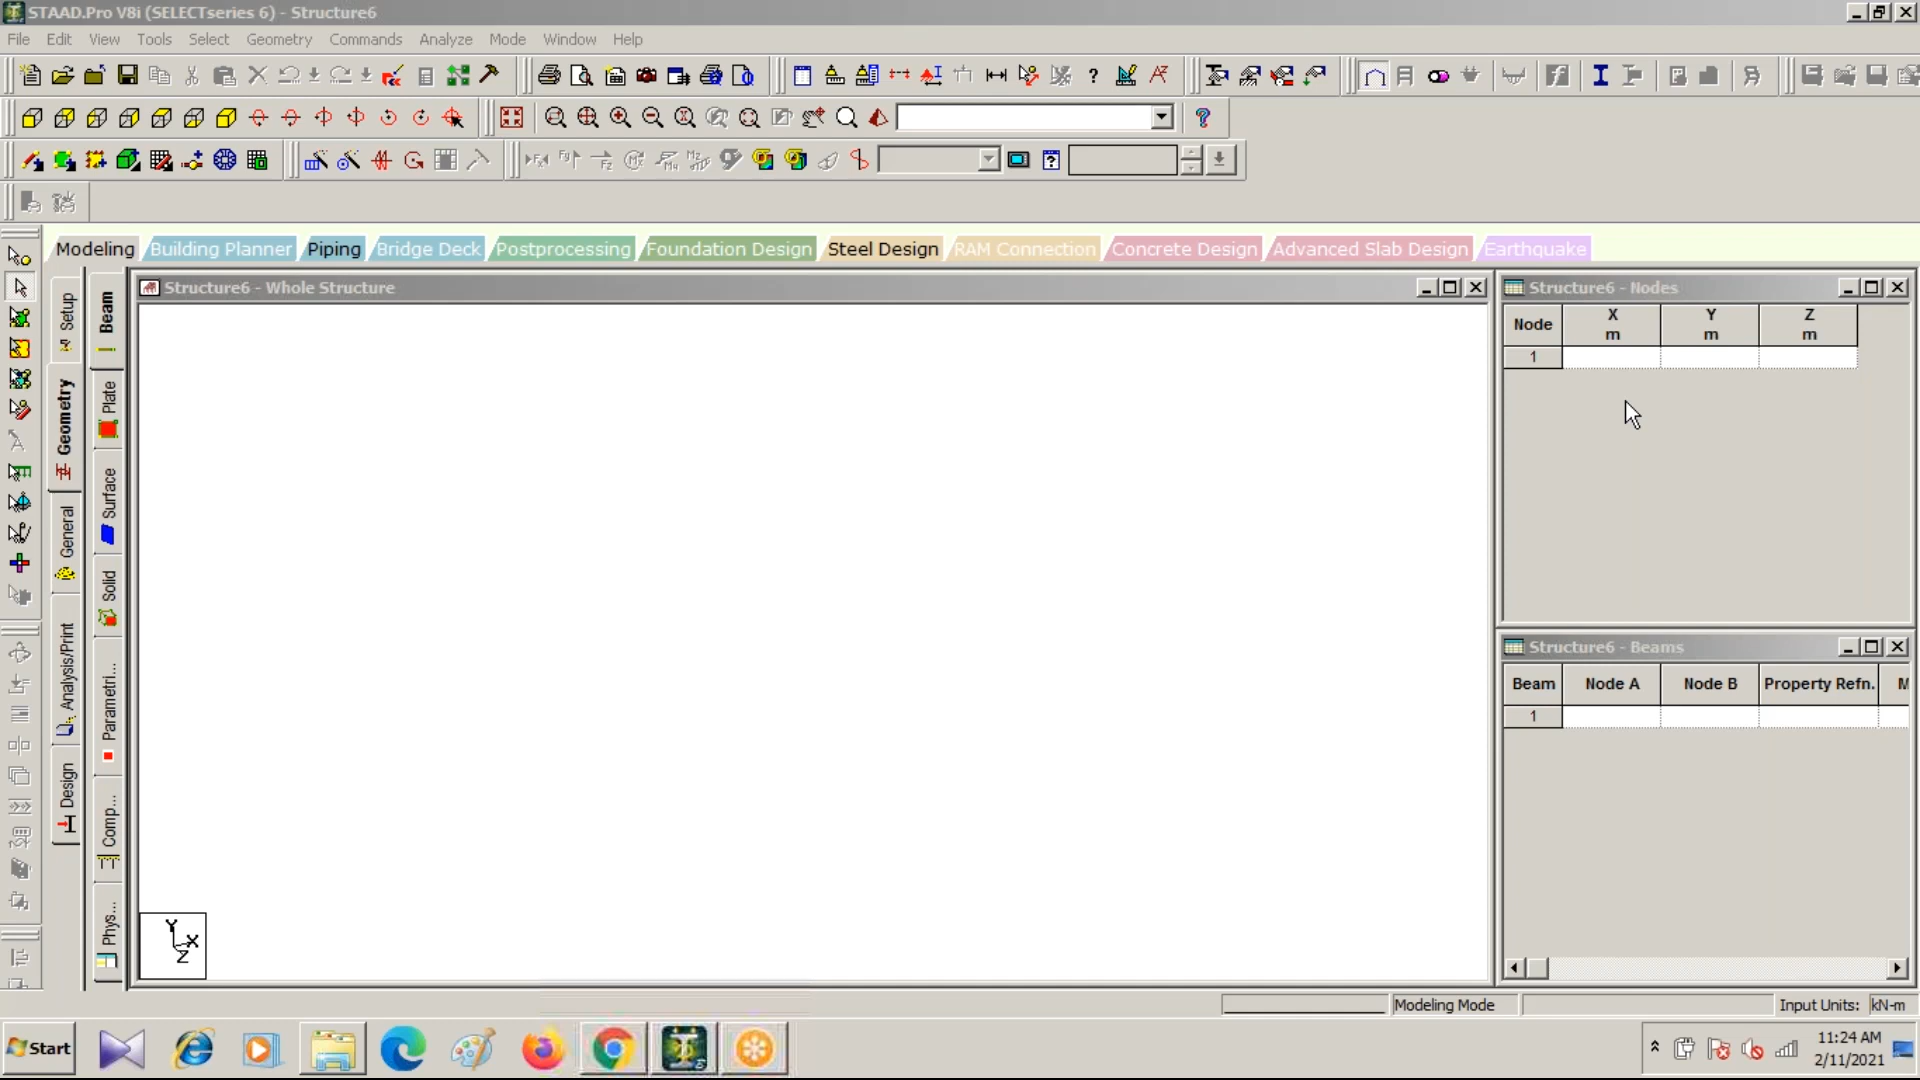 STAAD.Pro V8i (SELECTseries 6) - Structure6
File Edit View Tools Select Geometry Commands Analyze Mode Window Help
Modeling Building Planner Piping Bridge Deck Postprocessing Foundation Design Steel Design RAM Connection Concrete Design Advanced Slab Design Earthquake
Setup
Geometry
General
Analysis/Print
Design
Beam
Plate
Surface
Solid
Parametri...
Comp...
Phys...
Structure6 - Whole Structure
Y
X
Z
Structure6 - Nodes
Node X m Y m Z m
1
Structure6 - Beams
Beam Node A Node B Property Refn. M
1
Modeling Mode Input Units: kN-m
Start
11:24 AM
2/11/2021